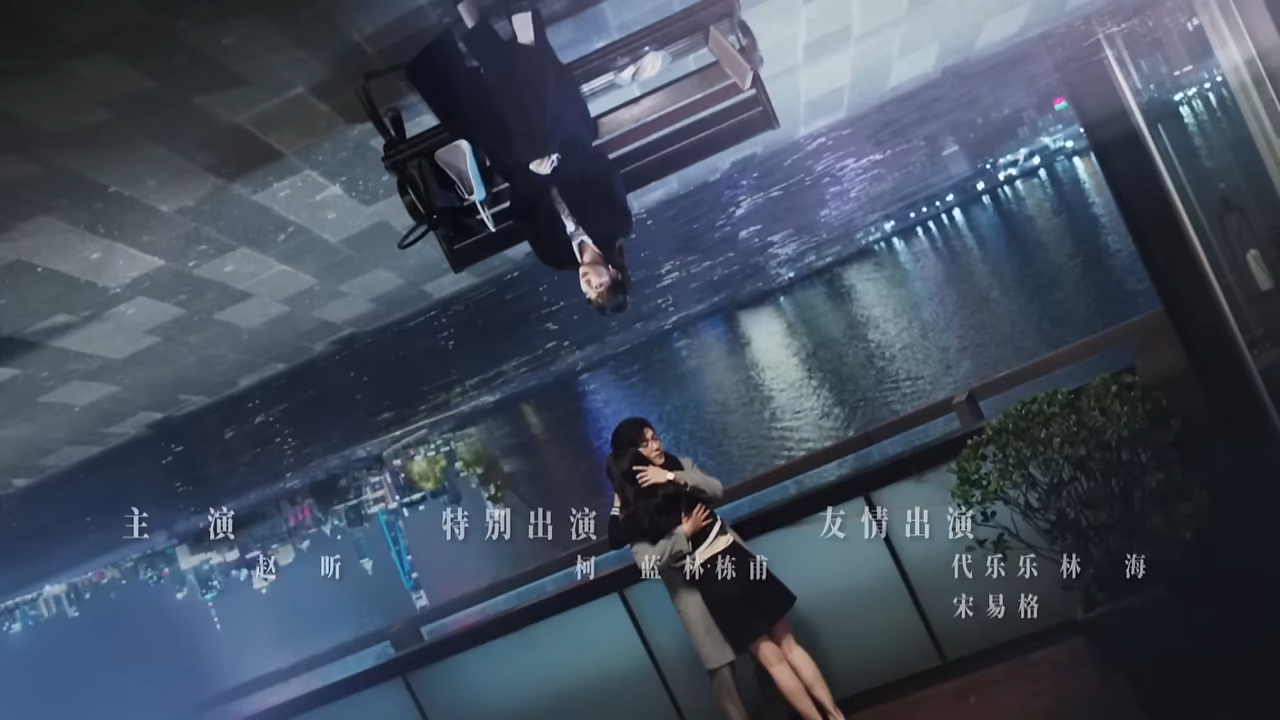 主 演 特别出演 友情出演
赵 昕 柯 蓝 林栋甫 代乐乐 林 海
宋易格